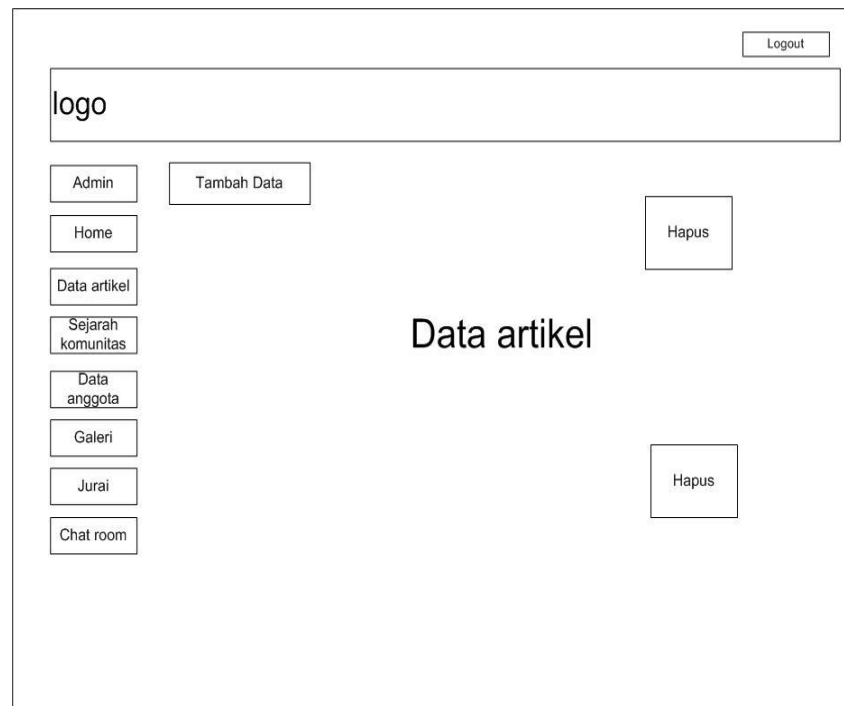 Logout
logo
Admin
Tambah Data
Home
Hapus
Data artikel
Sejarah
komunitas
Data artikel
Data
anggota
Galeri
Jurai
Hapus
Chat room